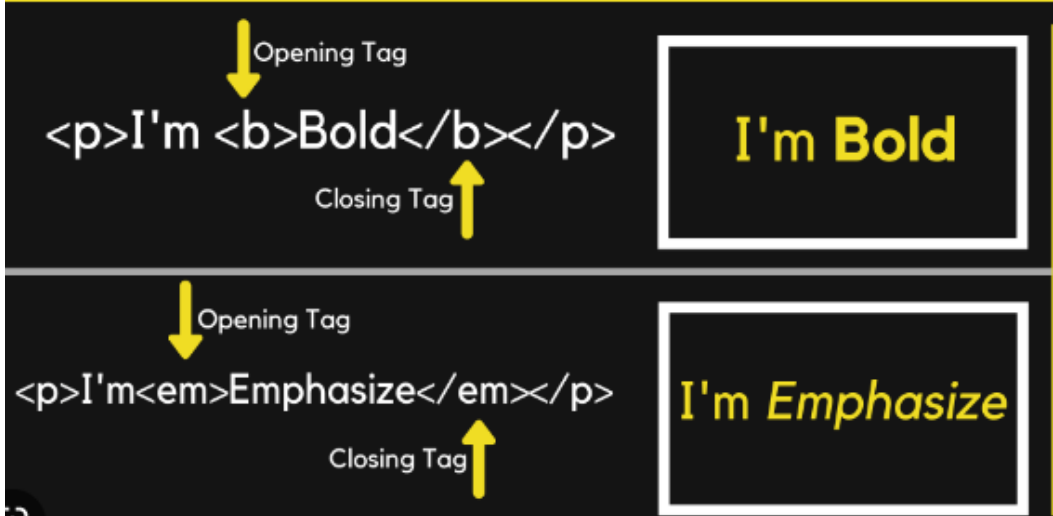 Opening Tag
<p>I'm <b>Bold</b></p>
Closing Tag
I'm Bold
Opening Tag
<p>I'm<em>Emphasize</em></p>
Closing Tag
I'm Emphasize